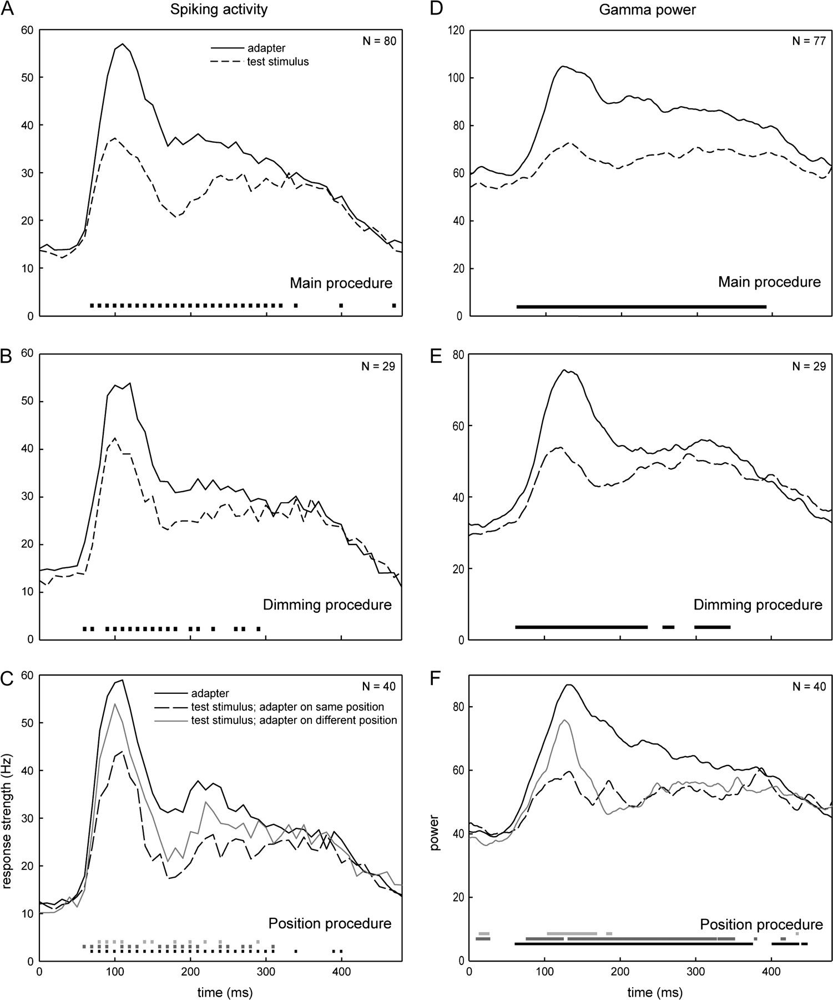 A
Spiking activity
60
50
40
30
20
10
0
N = 80
adapter
test stimulus
Main procedure
D
Gamma power
120
100
80
60
40
20
0
N = 77
Main procedure
B
60
50
40
30
20
10
0
N = 29
Dimming procedure
E
80
60
40
20
0
N = 29
Dimming procedure
C
60
50
40
30
20
10
0
response strength (Hz)
N = 40
adapter
test stimulus; adapter on same position
test stimulus; adapter on different position
Position procedure
0 100 200 300 400
time (ms)
F
80
60
40
20
0
power
N = 40
Position procedure
0 100 200 300 400
time (ms)